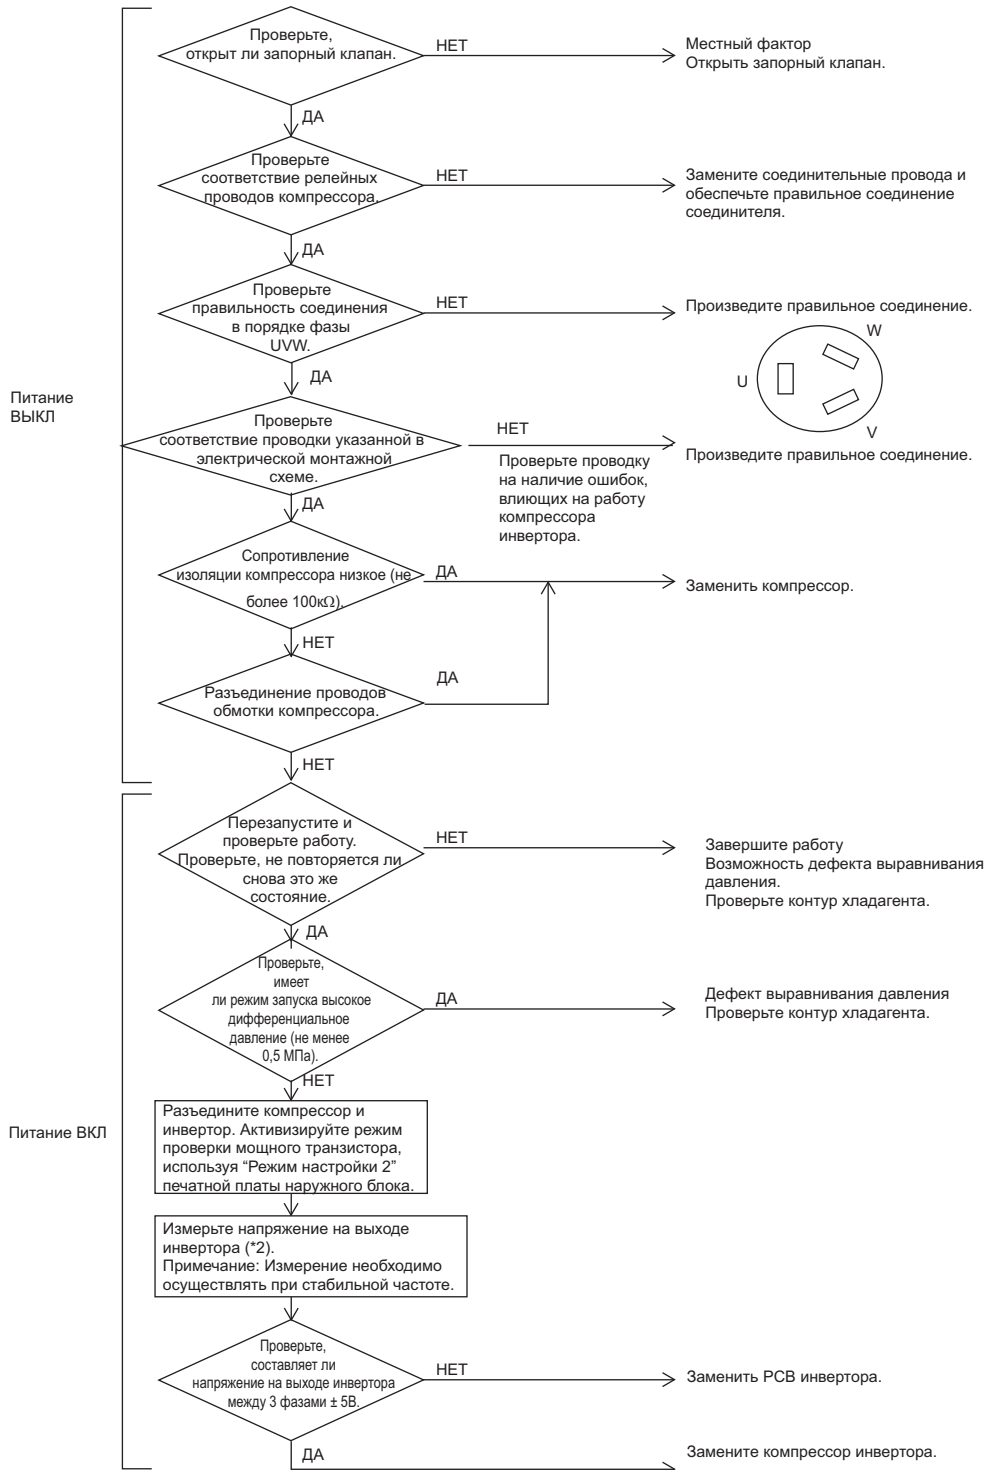 Проверьте,
открыт ли запорный клапан.
НЕТ
Местный фактор
Открыть запорный клапан.
ДА
Проверьте
соответствие релейных
проводов компрессора.
НЕТ
Замените соединительные провода и
обеспечьте правильное соединение
соединителя.
ДА
Проверьте
правильность соединения
в порядке фазы
UVW.
НЕТ
Произведите правильное соединение.
W
U
V
ДА
Питание
ВЫКЛ
Проверьте
соответствие проводки указанной в
электрической монтажной
схеме.
НЕТ
Проверьте проводку
на наличие ошибок,
влиющих на работу
компрессора
инвертора.
Произведите правильное соединение.
ДА
Сопротивление
изоляции компрессора низкое (не
более 100кΩ).
ДА
Заменить компрессор.
НЕТ
Разъединение проводов
обмотки компрессора.
ДА
НЕТ
Перезапустите и
проверьте работу.
Проверьте, не повторяется ли
снова это же
состояние.
НЕТ
Завершите работу
Возможность дефекта выравнивания
давления.
Проверьте контур хладагента.
ДА
Проверьте,
имеет
ли режим запуска высокое
дифференциальное
давление (не менее
0,5 МПа).
ДА
Дефект выравнивания давления
Проверьте контур хладагента.
НЕТ
Питание ВКЛ
Разъедините компрессор и
инвертор. Активизируйте режим
проверки мощного транзистора,
используя “Режим настройки 2”
печатной платы наружного блока.
Измерьте напряжение на выходе
инвертора (*2).
Примечание: Измерение необходимо
осуществлять при стабильной частоте.
Проверьте,
составляет ли
напряжение на выходе инвертора
между 3 фазами ± 5В.
НЕТ
Заменить PCB инвертора.
ДА
Замените компрессор инвертора.